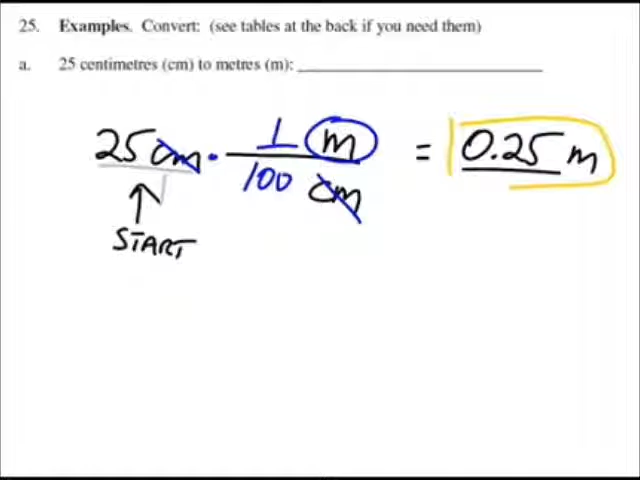 25. Examples. Convert: (see tables at the back if you need them)
a. 25 centimetres (cm) to metres (m): ____________________
25 cm · 1 m / 100 cm = 0.25 m
START